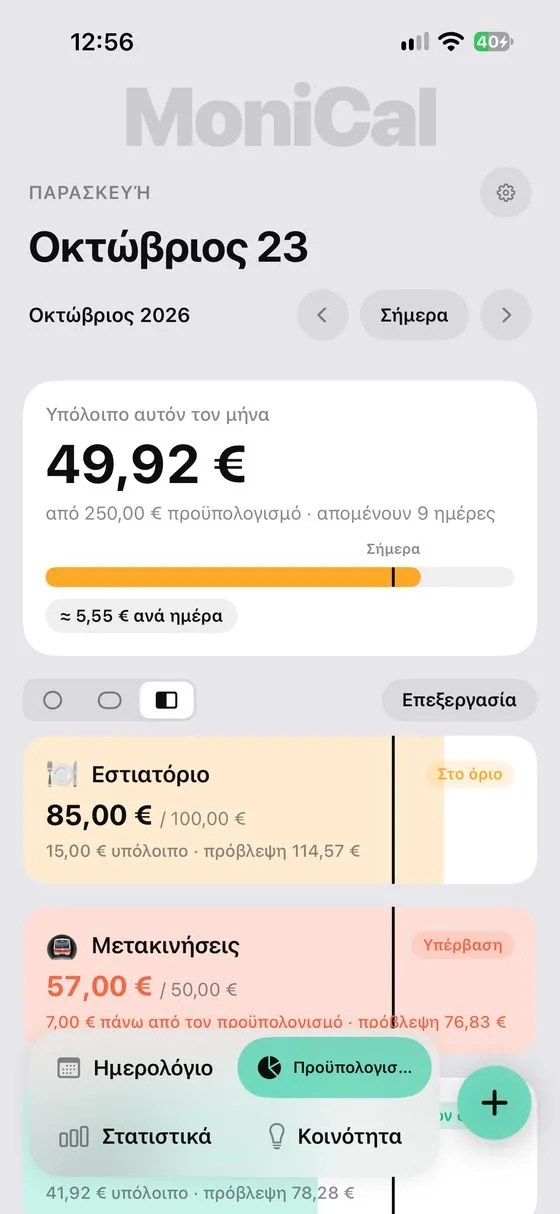 12:56
40
MoniCal
ΠΑΡΑΣΚΕΥΉ
Οκτώβριος 23
Οκτώβριος 2026
Σήμερα
Υπόλοιπο αυτόν τον μήνα
49,92 €
από 250,00 € προϋπολογισμό · απομένουν 9 ημέρες
Σήμερα
≈ 5,55 € ανά ημέρα
Επεξεργασία
Εστιατόριο
Στο όριο
85,00 € / 100,00 €
15,00 € υπόλοιπο · πρόβλεψη 114,57 €
Μετακινήσεις
Υπέρβαση
57,00 € / 50,00 €
7,00 € πάνω από τον προϋπολογισμό · πρόβλεψη 76,83 €
Ημερολόγιο
Προϋπολογισ...
Στατιστικά
Κοινότητα
41,92 € υπόλοιπο · πρόβλεψη 78,28 €